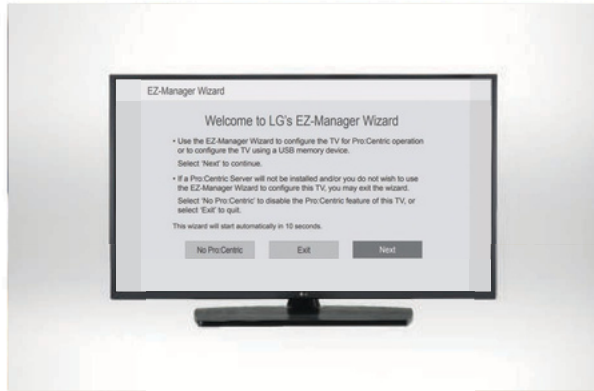 EZ-Manager Wizard
Welcome to LG's EZ-Manager Wizard
• Use the EZ-Manager Wizard to configure the TV for Pro:Centric operation
or to configure the TV using a USB memory device.
Select 'Next' to continue.
• If a Pro:Centric Server will not be installed and/or you do not wish to use
the EZ-Manager Wizard to configure this TV, you may exit the wizard.
Select 'No Pro:Centric' to disable the Pro:Centric feature of this TV, or
select 'Exit' to quit.
This wizard will start automatically in 10 seconds.
No Pro:Centric Exit Next